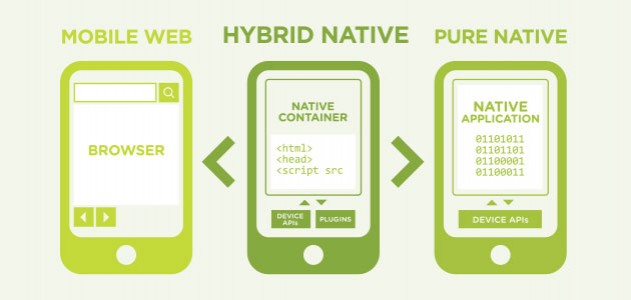 MOBILE WEB
HYBRID NATIVE
PURE NATIVE
BROWSER
NATIVE
CONTAINER
<html>
<head>
<script src
DEVICE
APIs
PLUGINS
NATIVE
APPLICATION
01101011
01101101
01100001
01100011
DEVICE APIs